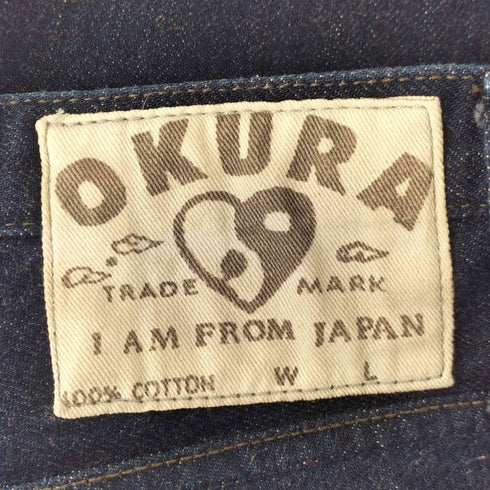 OKURA
TRADE MARK
I AM FROM JAPAN
100% COTTON W L